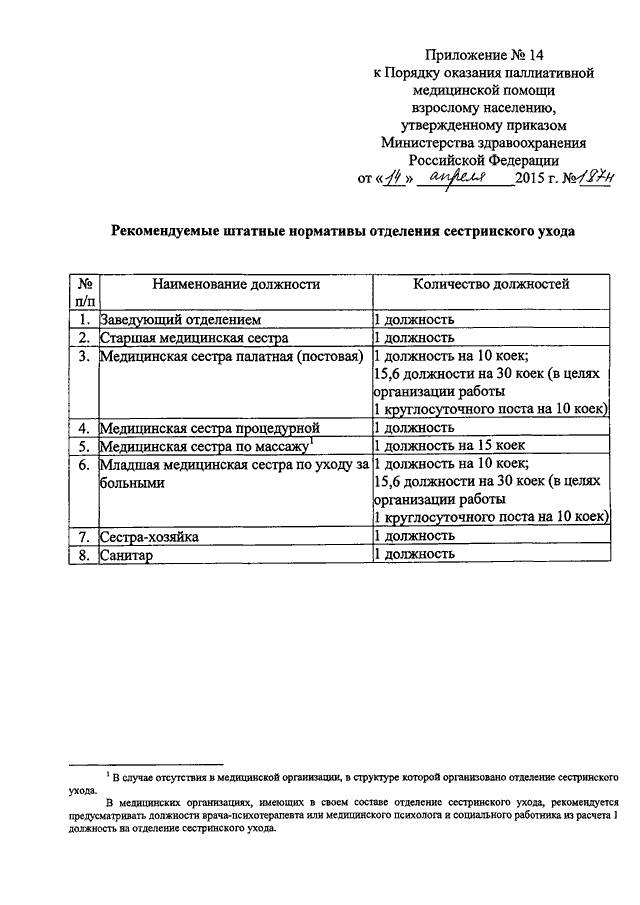 Приложение № 14
к Порядку оказания паллиативной
медицинской помощи
взрослому населению,
утвержденному приказом
Министерства здравоохранения
Российской Федерации
от «14» апреля 2015 г. № 187н
Рекомендуемые штатные нормативы отделения сестринского ухода
№ Наименование должности Количество должностей
п/п
1. Заведующий отделением 1 должность
2. Старшая медицинская сестра 1 должность
3. Медицинская сестра палатная (постовая) 1 должность на 10 коек;
15,6 должности на 30 коек (в целях
организации работы
1 круглосуточного поста на 10 коек)
4. Медицинская сестра процедурной 1 должность
5. Медицинская сестра по массажу¹ 1 должность на 15 коек
6. Младшая медицинская сестра по уходу за 1 должность на 10 коек;
больными 15,6 должности на 30 коек (в целях
организации работы
1 круглосуточного поста на 10 коек)
7. Сестра-хозяйка 1 должность
8. Санитар 1 должность
¹ В случае отсутствия в медицинской организации, в структуре которой организовано отделение сестринского
ухода.
В медицинских организациях, имеющих в своем составе отделение сестринского ухода, рекомендуется
предусматривать должности врача-психотерапевта или медицинского психолога и социального работника из расчета 1
должность на отделение сестринского ухода.